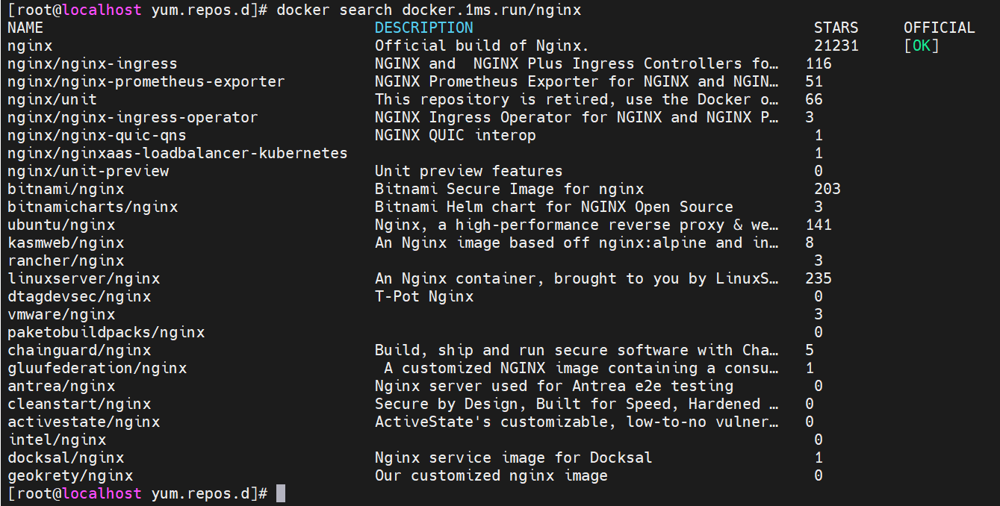 [root@localhost yum.repos.d]# docker search docker.1ms.run/nginx
NAME                                     DESCRIPTION                                     STARS     OFFICIAL
nginx                                    Official build of Nginx.                        21231     [OK]
nginx/nginx-ingress                      NGINX and  NGINX Plus Ingress Controllers fo…   116
nginx/nginx-prometheus-exporter          NGINX Prometheus Exporter for NGINX and NGIN…   51
nginx/unit                               This repository is retired, use the Docker o…   66
nginx/nginx-ingress-operator             NGINX Ingress Operator for NGINX and NGINX P…   3
nginx/nginx-quic-qns                     NGINX QUIC interop                              1
nginx/nginxaas-loadbalancer-kubernetes                                                   1
nginx/unit-preview                       Unit preview features                           0
bitnami/nginx                            Bitnami Secure Image for nginx                  203
bitnamicharts/nginx                      Bitnami Helm chart for NGINX Open Source        3
ubuntu/nginx                             Nginx, a high-performance reverse proxy & we…   141
kasmweb/nginx                            An Nginx image based off nginx:alpine and in…   8
rancher/nginx                                                                            3
linuxserver/nginx                        An Nginx container, brought to you by LinuxS…   235
dtagdevsec/nginx                         T-Pot Nginx                                     0
vmware/nginx                                                                             3
paketobuildpacks/nginx                                                                   0
chainguard/nginx                         Build, ship and run secure software with Cha…   5
gluufederation/nginx                      A customized NGINX image containing a consu…   1
antrea/nginx                             Nginx server used for Antrea e2e testing        0
cleanstart/nginx                         Secure by Design, Built for Speed, Hardened …   0
activestate/nginx                        ActiveState's customizable, low-to-no vulner…   0
intel/nginx                                                                              0
docksal/nginx                            Nginx service image for Docksal                 1
geokrety/nginx                           Our customized nginx image                      0
[root@localhost yum.repos.d]#